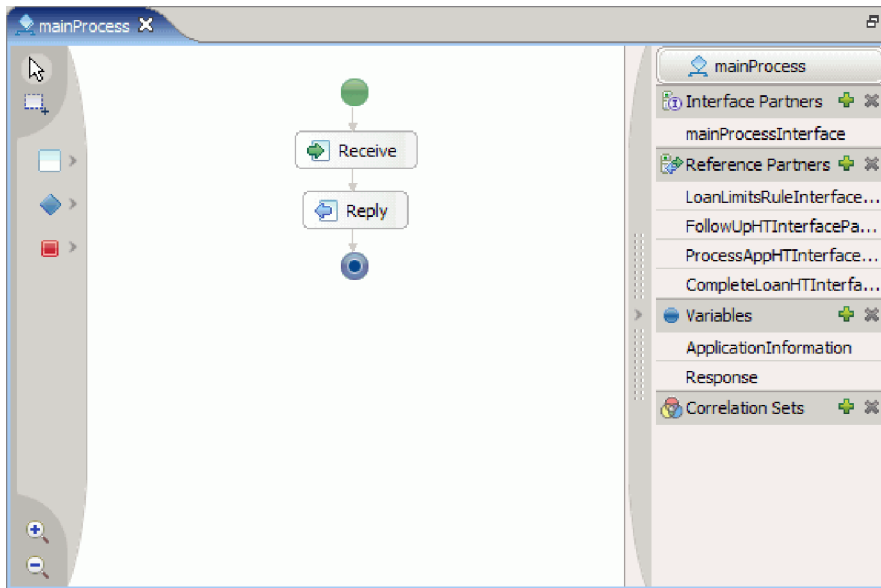 mainProcess
Receive
Reply
mainProcess
Interface Partners
mainProcessInterface
Reference Partners
LoanLimitsRuleInterface...
FollowUpHTInterfacePa...
ProcessAppHTInterface...
CompleteLoanHTInterfa...
Variables
ApplicationInformation
Response
Correlation Sets